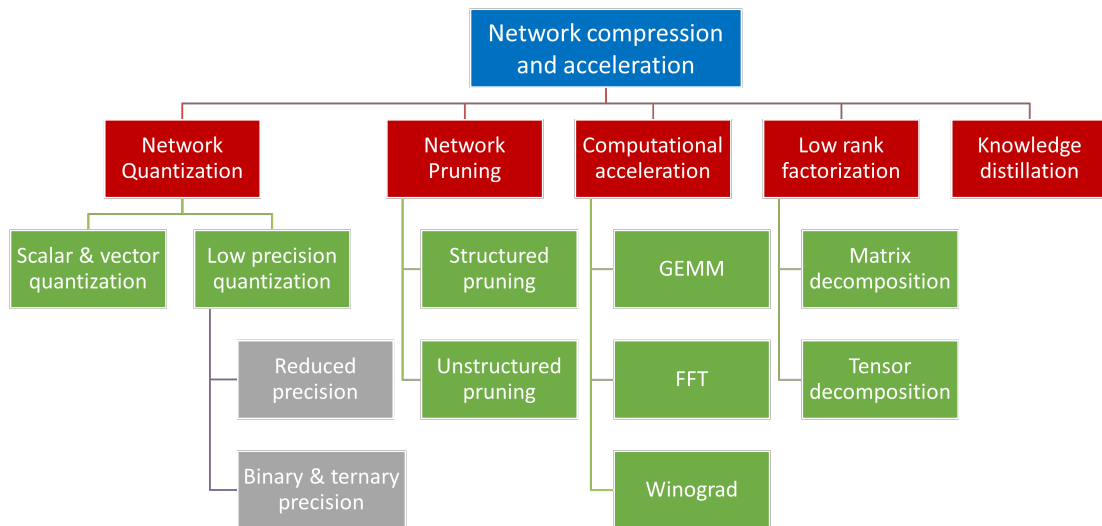 Network compression
and acceleration
Network
Quantization
Network
Pruning
Computational
acceleration
Low rank
factorization
Knowledge
distillation
Scalar & vector
quantization
Low precision
quantization
Structured
pruning
GEMM
Matrix
decomposition
Reduced
precision
Unstructured
pruning
FFT
Tensor
decomposition
Binary & ternary
precision
Winograd